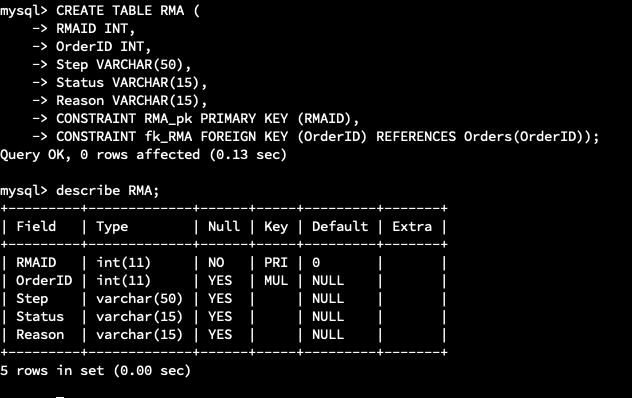 mysql> CREATE TABLE RMA (
    -> RMAID INT,
    -> OrderID INT,
    -> Step VARCHAR(50),
    -> Status VARCHAR(15),
    -> Reason VARCHAR(15),
    -> CONSTRAINT RMA_pk PRIMARY KEY (RMAID),
    -> CONSTRAINT fk_RMA FOREIGN KEY (OrderID) REFERENCES Orders(OrderID));
Query OK, 0 rows affected (0.13 sec)

mysql> describe RMA;
+---------+-------------+------+-----+---------+-------+
| Field   | Type        | Null | Key | Default | Extra |
+---------+-------------+------+-----+---------+-------+
| RMAID   | int(11)     | NO   | PRI | 0       |       |
| OrderID | int(11)     | YES  | MUL | NULL    |       |
| Step    | varchar(50) | YES  |     | NULL    |       |
| Status  | varchar(15) | YES  |     | NULL    |       |
| Reason  | varchar(15) | YES  |     | NULL    |       |
+---------+-------------+------+-----+---------+-------+
5 rows in set (0.00 sec)